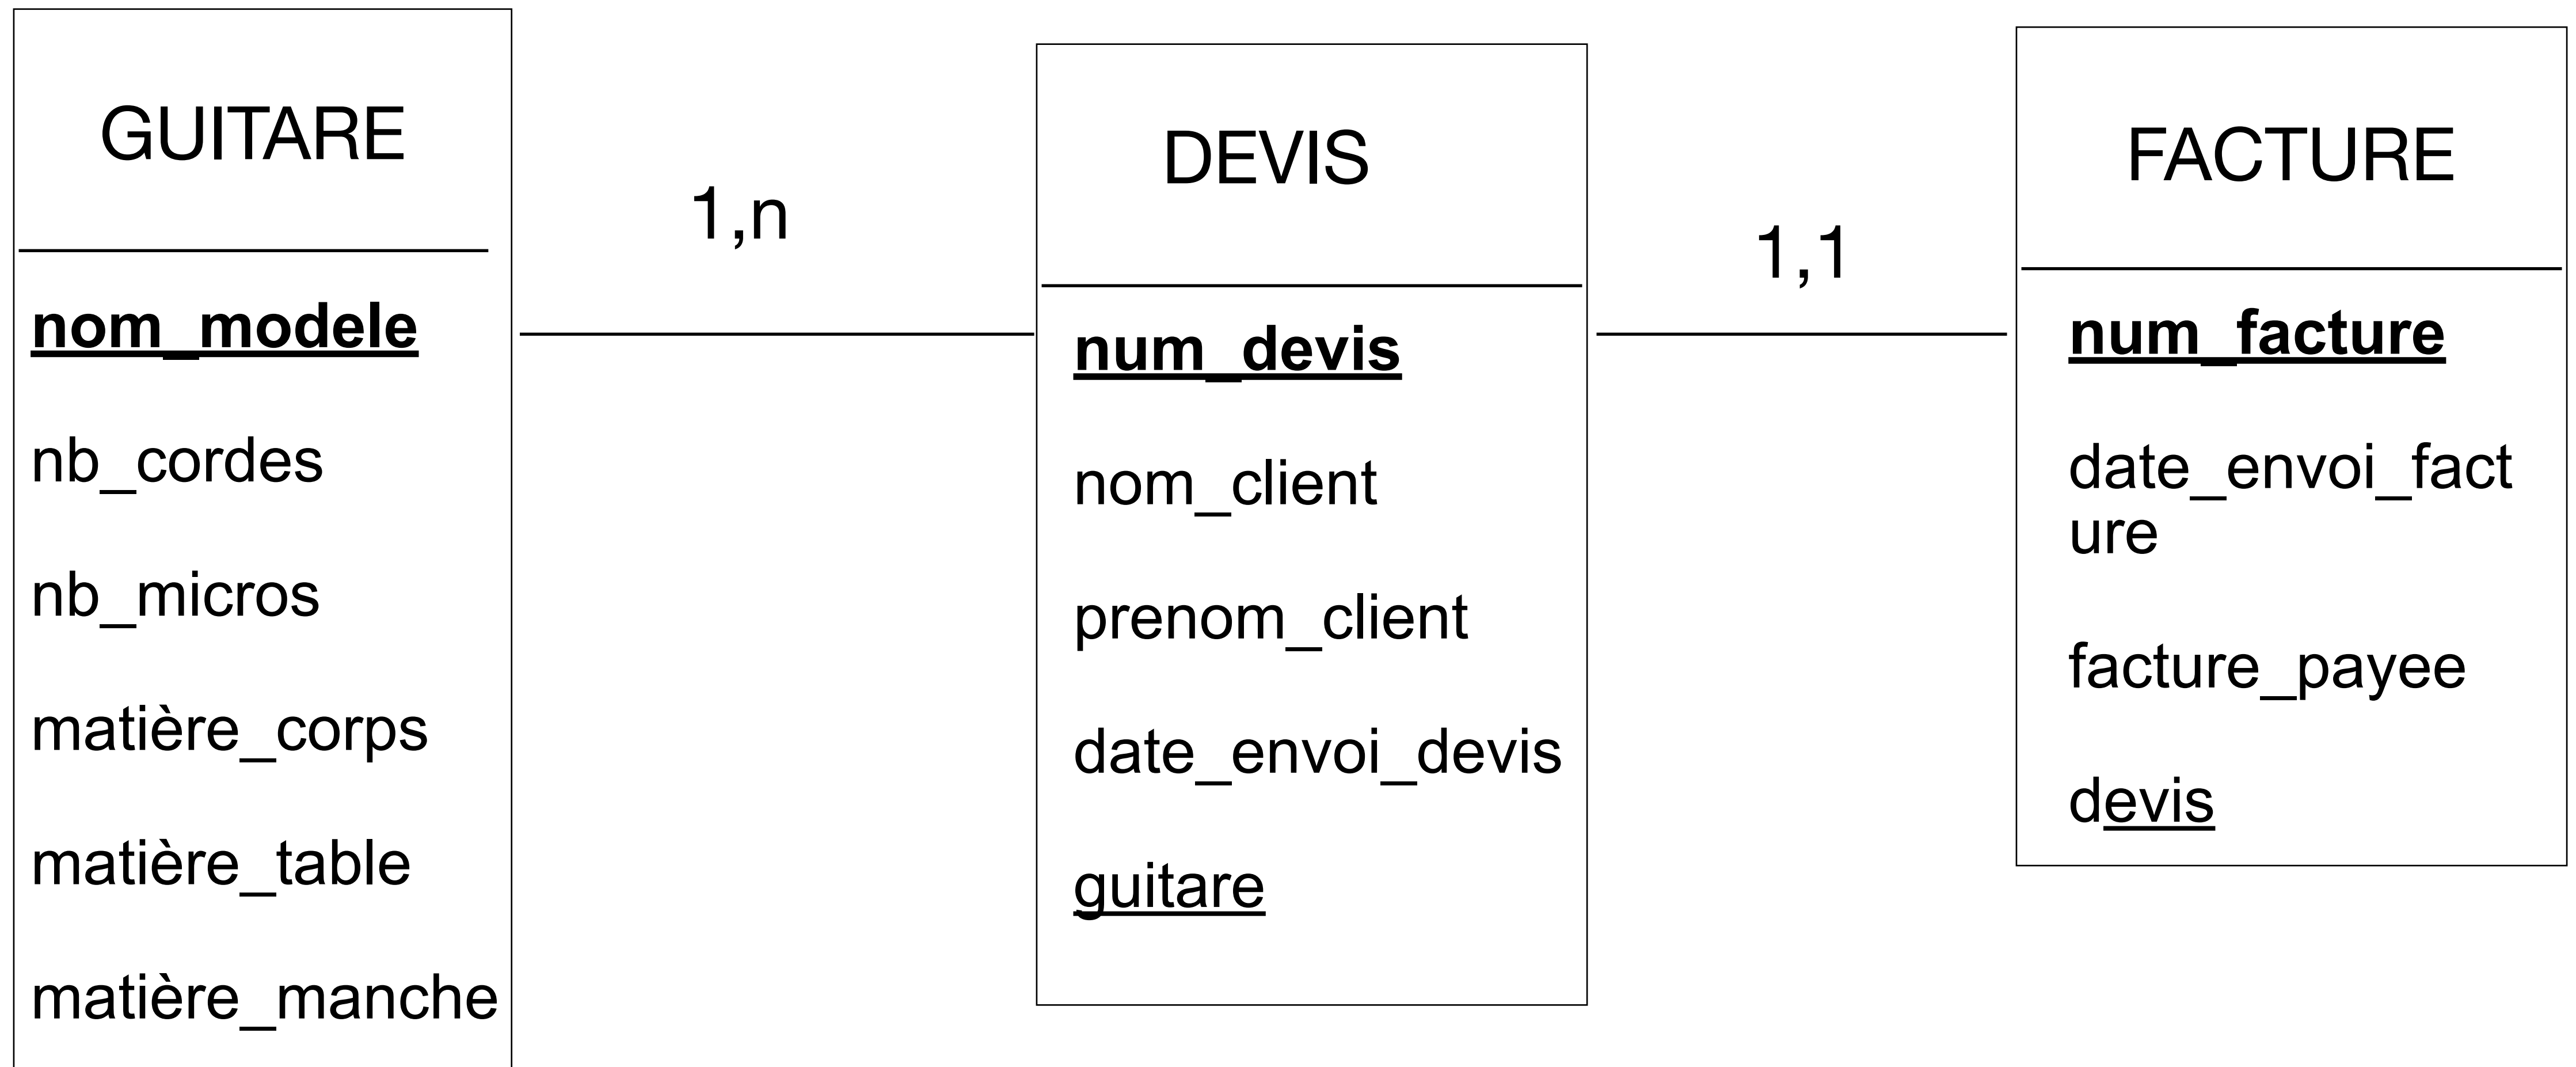 GUITARE
nom_modele
nb_cordes
nb_micros
matière_corps
matière_table
matière_manche
1,n
DEVIS
num_devis
nom_client
prenom_client
date_envoi_devis
guitare
1,1
FACTURE
num_facture
date_envoi_fact
ure
facture_payee
devis